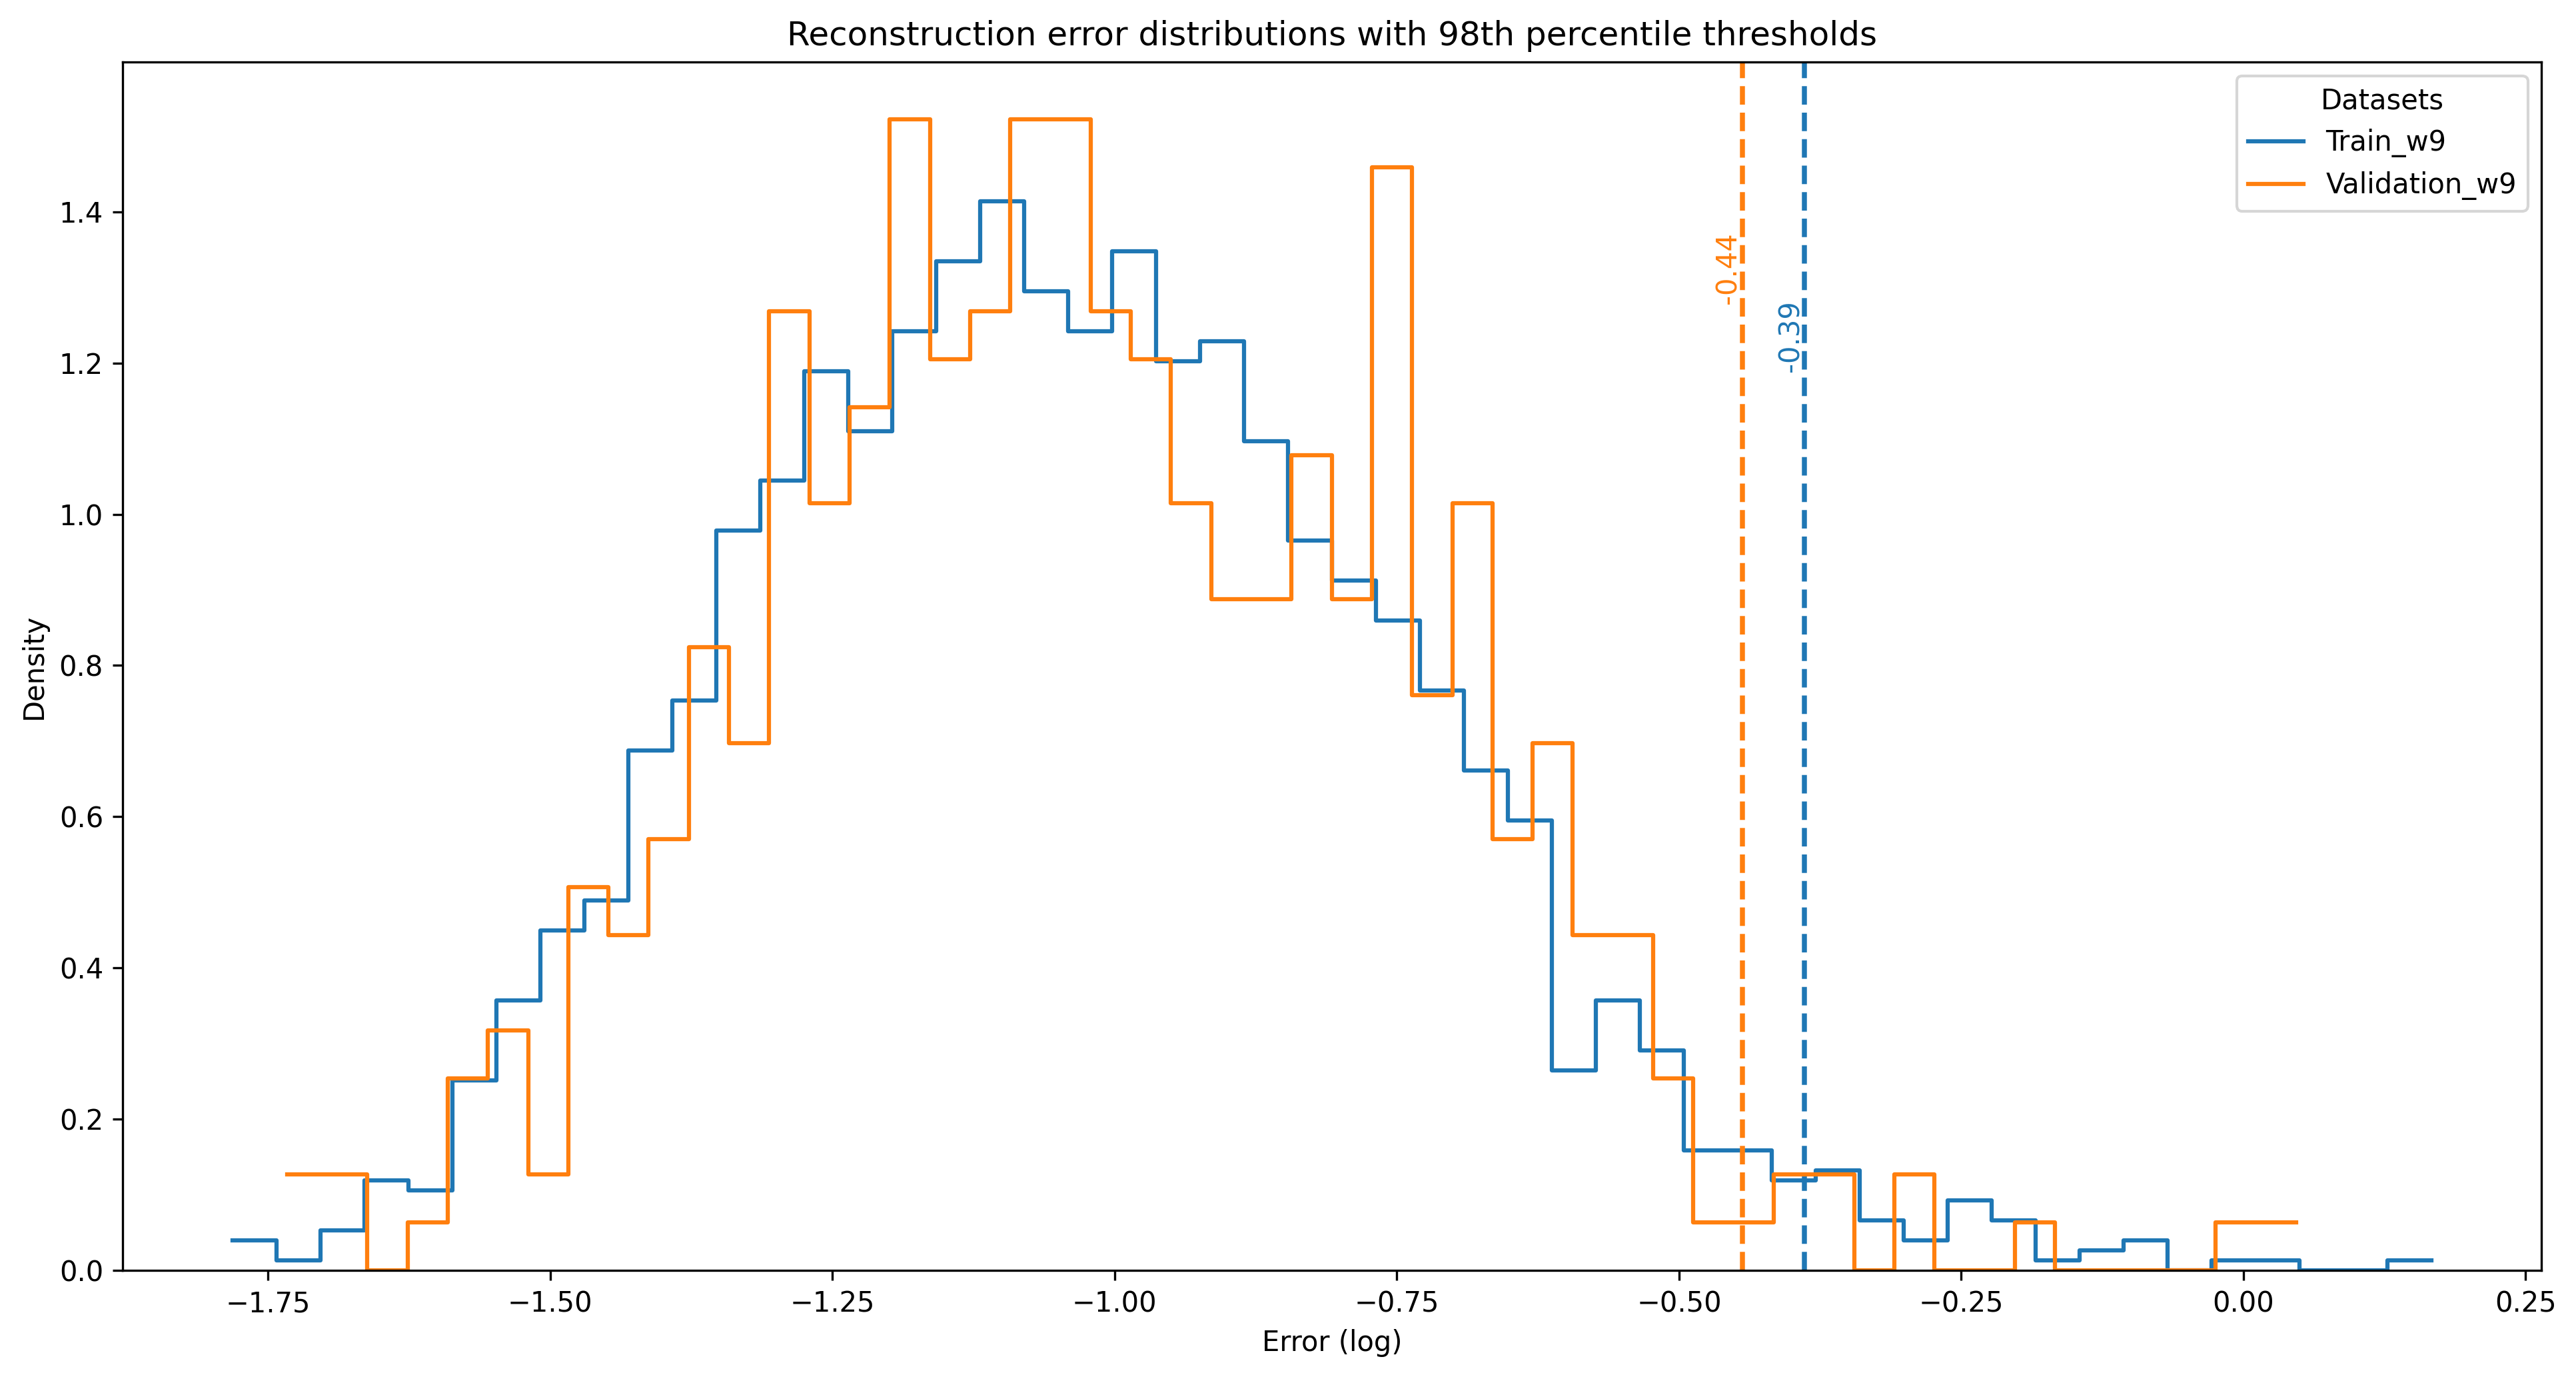 Reconstruction error distributions with 98th percentile thresholds
Datasets
Train_w9
Validation_w9
-0.44
-0.39
Density
1.4
1.2
1.0
0.8
0.6
0.4
0.2
0.0
−1.75 −1.50 −1.25 −1.00 −0.75 −0.50 −0.25 0.00 0.25
Error (log)